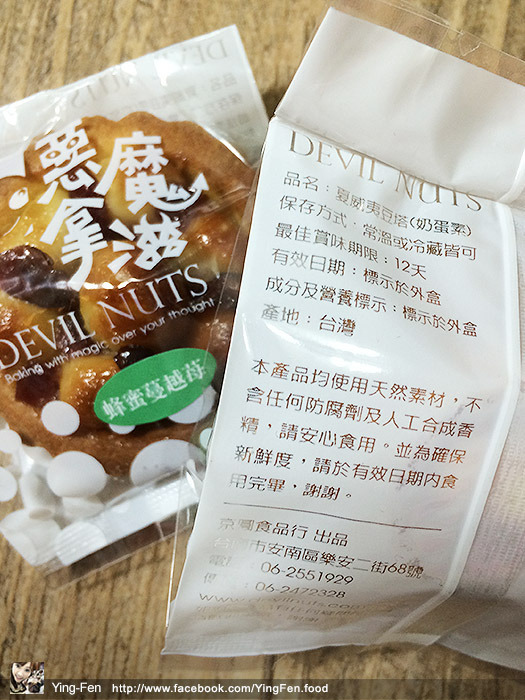 惡魔
拿滋
DEVIL NUTS
Baking with magic over your thought
蜂蜜蔓越莓
DEVIL NUTS
品名：夏威夷豆塔(奶蛋素)
保存方式：常溫或冷藏皆可
最佳賞味期限：12天
有效日期：標示於外盒
成分及營養標示：標示於外盒
產地：台灣
本產品均使用天然素材，不
含任何防腐劑及人工合成香
精，請安心食用。並為確保
新鮮度，請於有效日期內食
用完畢，謝謝。
食品行 出品
市安南區樂安二街68號
06-2551929
06-2472328
Ying-Fen http://www.facebook.com/YingFen.food